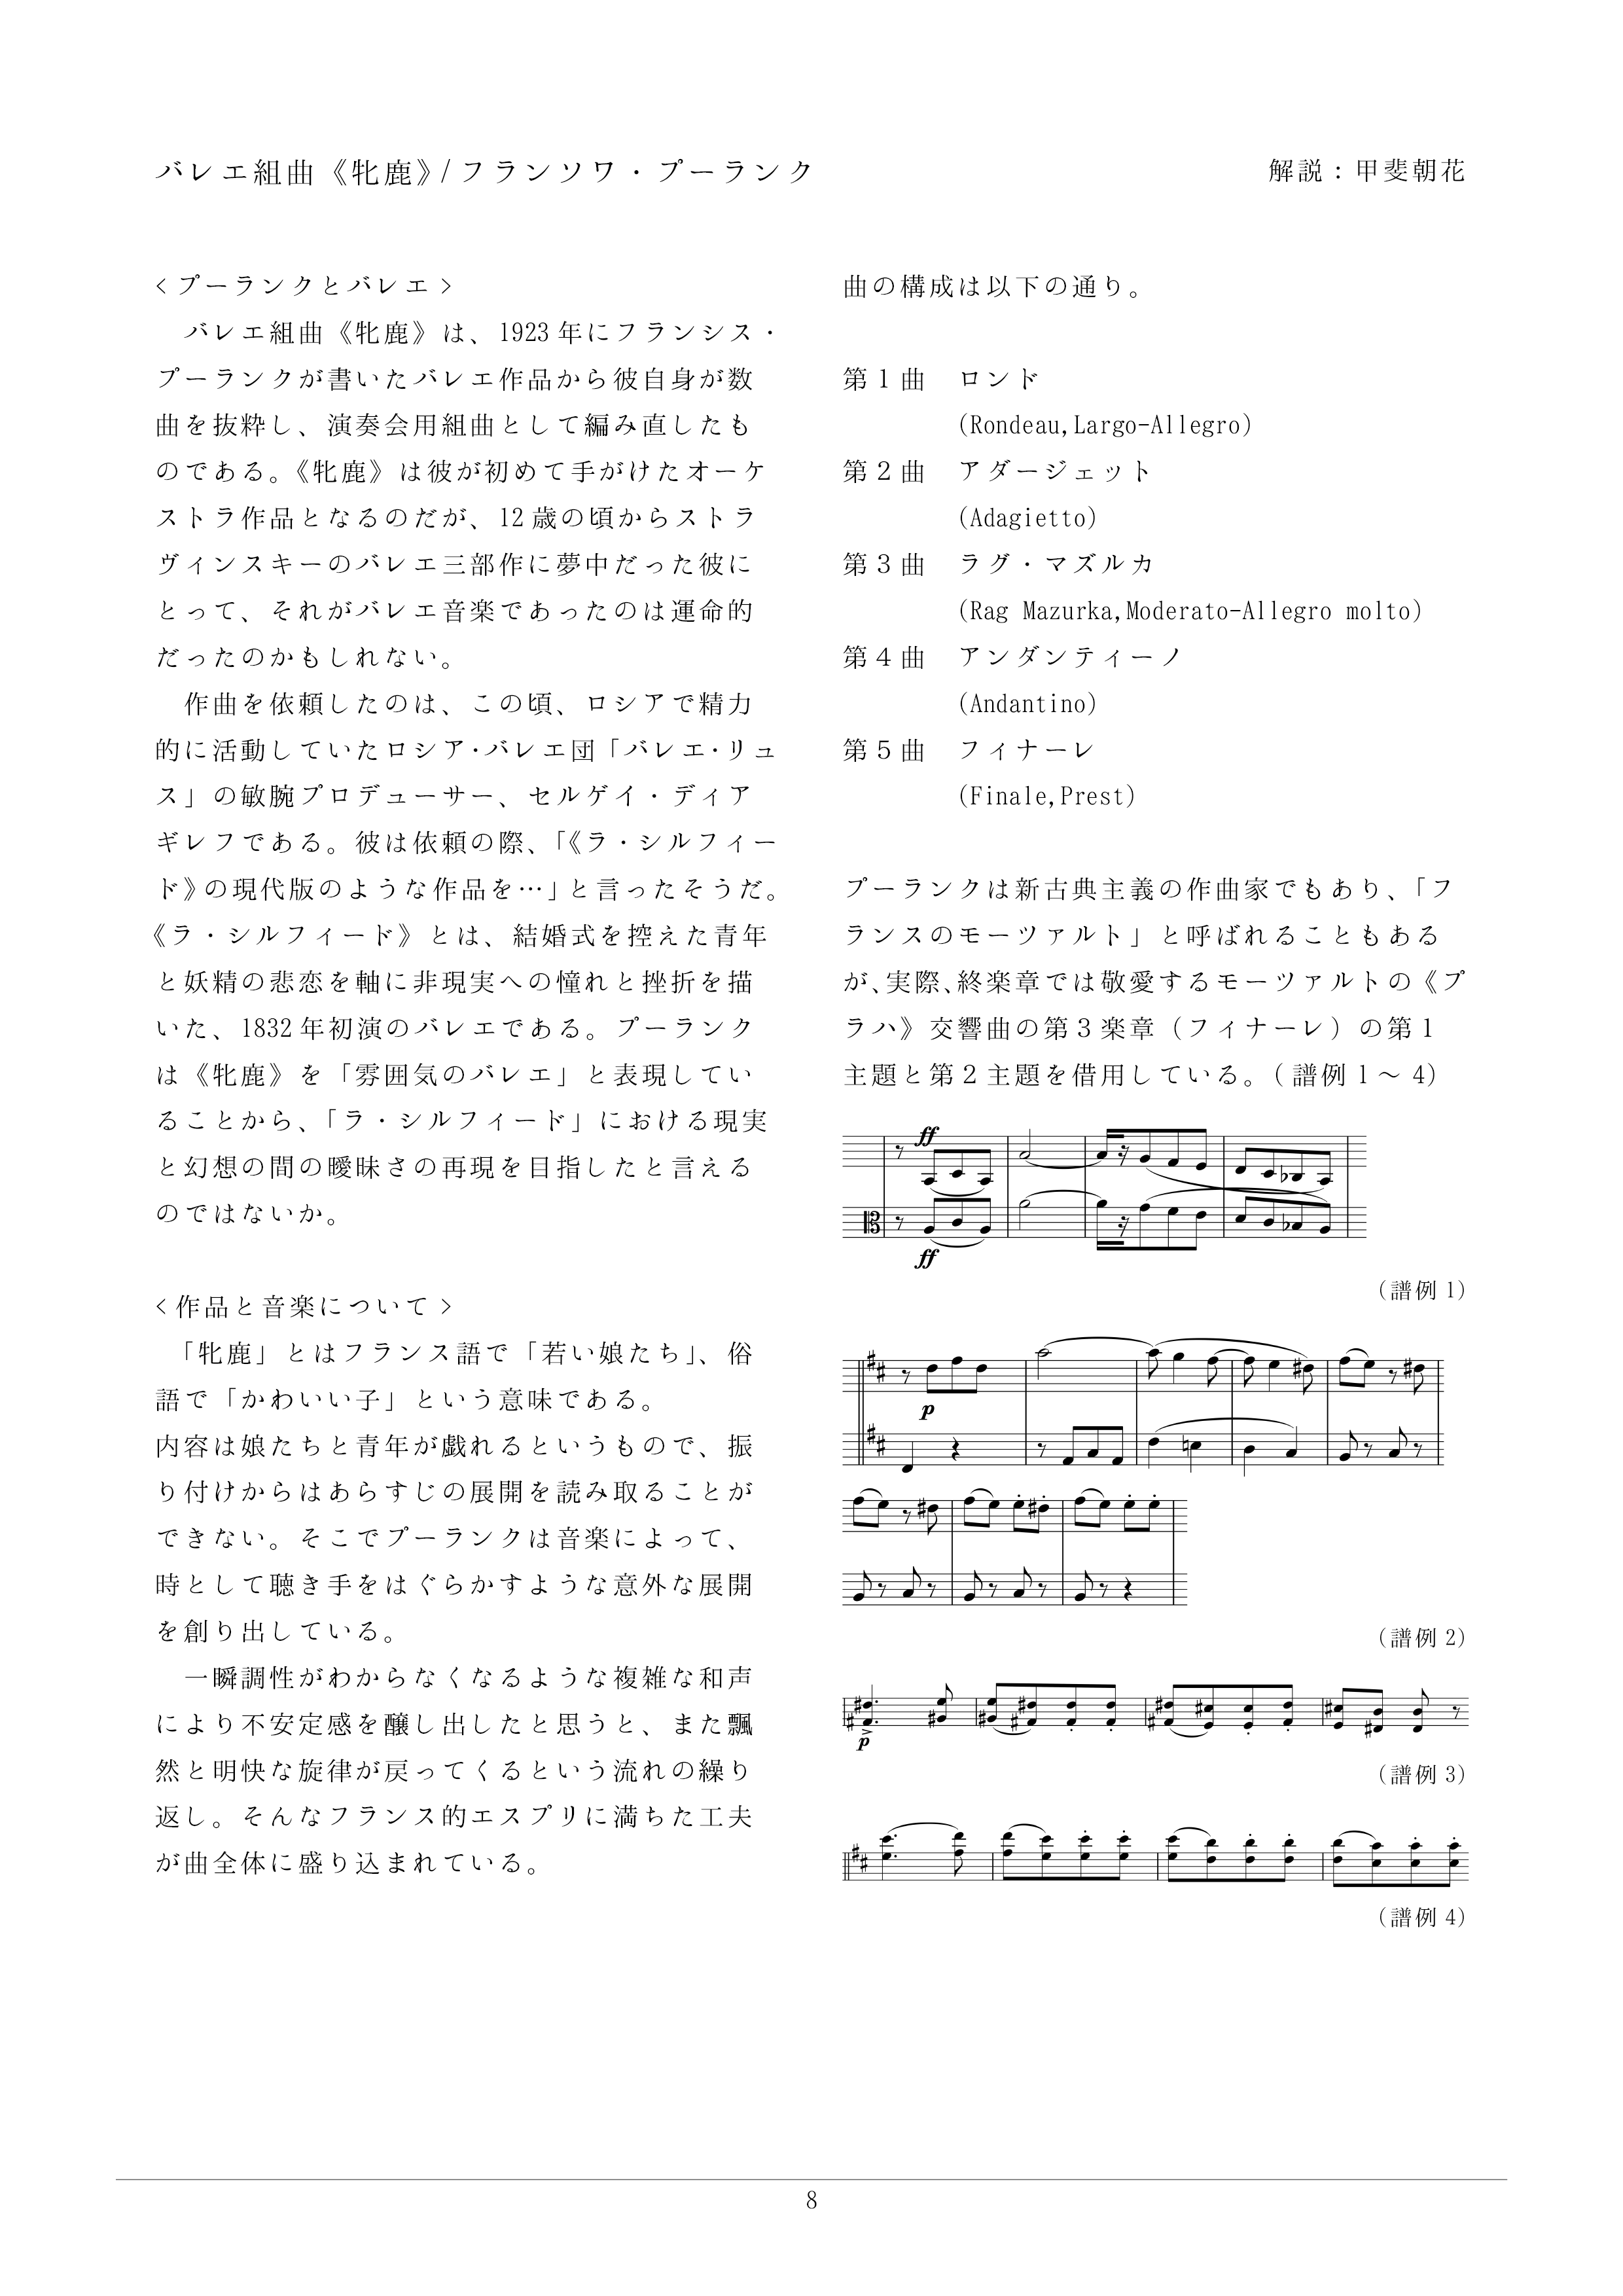 バレエ組曲《牝鹿》/フランソワ・プーランク
解説：甲斐朝花
<プーランクとバレエ>
バレエ組曲《牝鹿》は、1923年にフランシス・
プーランクが書いたバレエ作品から彼自身が数
曲を抜粋し、演奏会用組曲として編み直したも
のである。《牝鹿》は彼が初めて手がけたオーケ
ストラ作品となるのだが、12歳の頃からストラ
ヴィンスキーのバレエ三部作に夢中だった彼に
とって、それがバレエ音楽であったのは運命的
だったのかもしれない。
作曲を依頼したのは、この頃、ロシアで精力
的に活動していたロシア・バレエ団「バレエ・リュ
ス」の敏腕プロデューサー、セルゲイ・ディア
ギレフである。彼は依頼の際、「《ラ・シルフィー
ド》の現代版のような作品を…」と言ったそうだ。
《ラ・シルフィード》とは、結婚式を控えた青年
と妖精の悲恋を軸に非現実への憧れと挫折を描
いた、1832年初演のバレエである。プーランク
は《牝鹿》を「雰囲気のバレエ」と表現してい
ることから、「ラ・シルフィード」における現実
と幻想の間の曖昧さの再現を目指したと言える
のではないか。
<作品と音楽について>
「牝鹿」とはフランス語で「若い娘たち」、俗
語で「かわいい子」という意味である。
内容は娘たちと青年が戯れるというもので、振
り付けからはあらすじの展開を読み取ることが
できない。そこでプーランクは音楽によって、
時として聴き手をはぐらかすような意外な展開
を創り出している。
一瞬調性がわからなくなるような複雑な和声
により不安定感を醸し出したと思うと、また飄
然と明快な旋律が戻ってくるという流れの繰り
返し。そんなフランス的エスプリに満ちた工夫
が曲全体に盛り込まれている。
曲の構成は以下の通り。
第1曲　ロンド
(Rondeau,Largo-Allegro)
第2曲　アダージェット
(Adagietto)
第3曲　ラグ・マズルカ
(Rag Mazurka,Moderato-Allegro molto)
第4曲　アンダンティーノ
(Andantino)
第5曲　フィナーレ
(Finale,Prest)
プーランクは新古典主義の作曲家でもあり、「フ
ランスのモーツァルト」と呼ばれることもある
が、実際、終楽章では敬愛するモーツァルトの《プ
ラハ》交響曲の第3楽章（フィナーレ）の第1
主題と第2主題を借用している。（譜例1～4）
ff
ff
（譜例1）
p
（譜例2）
p
（譜例3）
（譜例4）
8